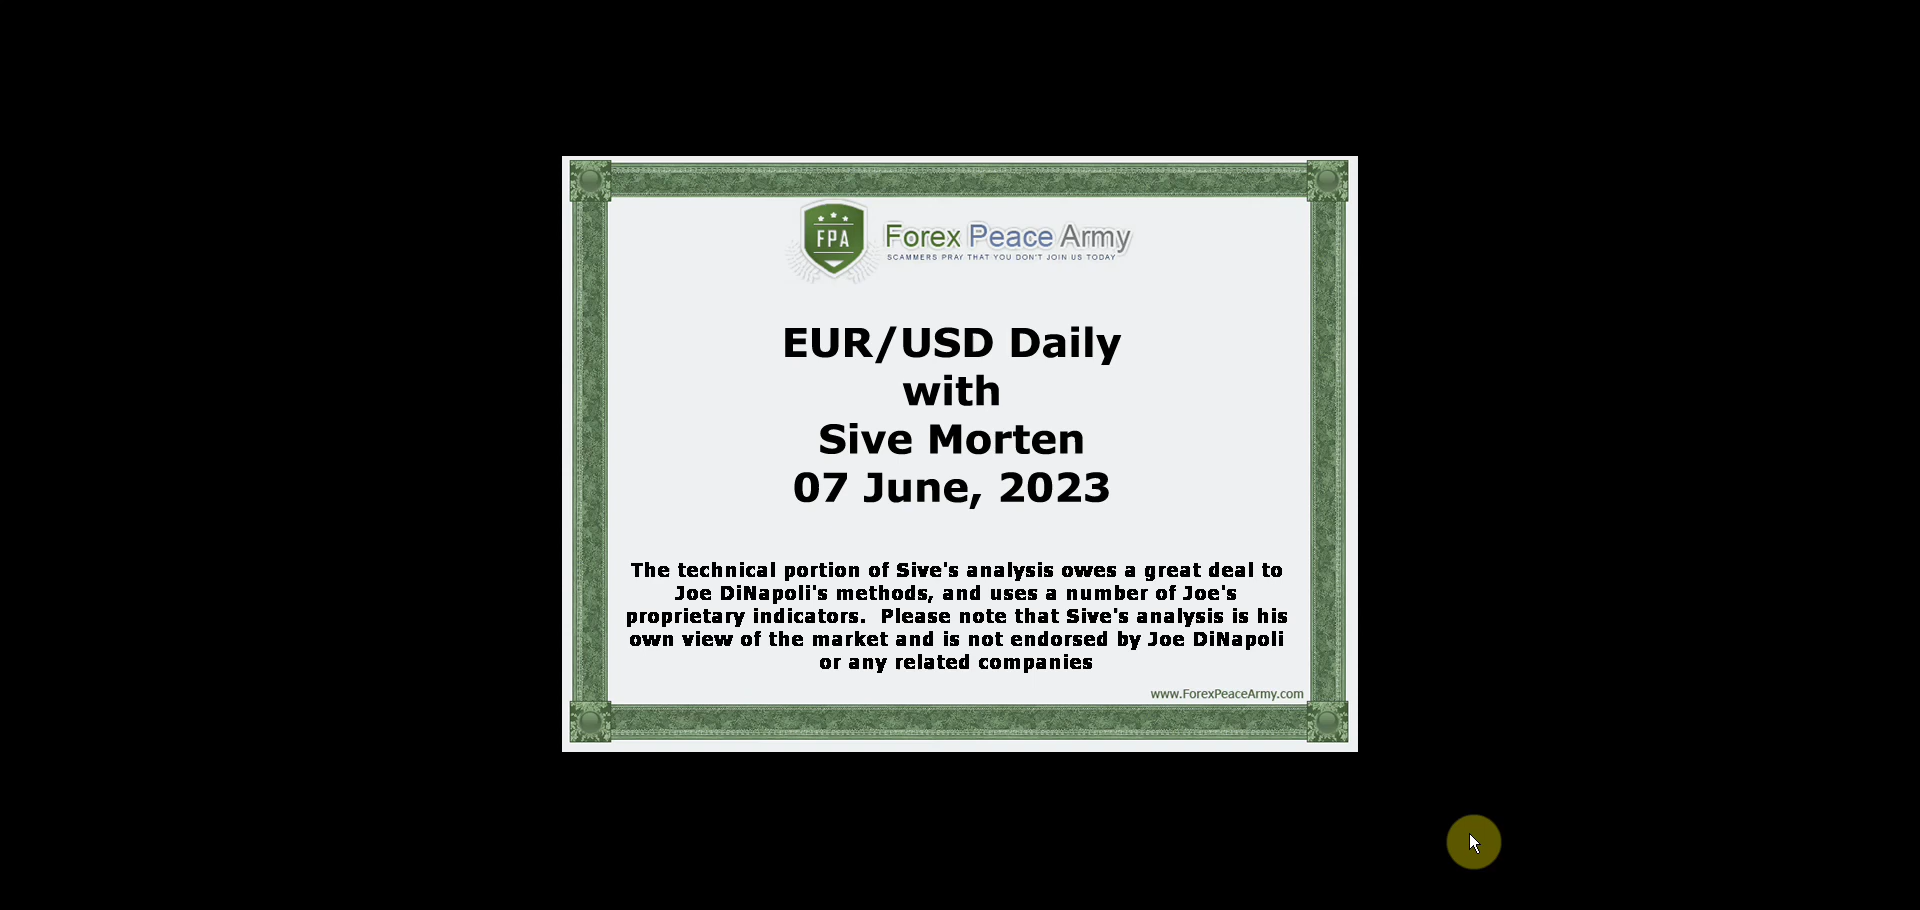 FPA
Forex Peace Army
SCAMMERS PRAY THAT YOU DON'T JOIN US TODAY
EUR/USD Daily
with
Sive Morten
07 June, 2023
The technical portion of Sive's analysis owes a great deal to
Joe DiNapoli's methods, and uses a number of Joe's
proprietary indicators.  Please note that Sive's analysis is his
own view of the market and is not endorsed by Joe DiNapoli
or any related companies
www.ForexPeaceArmy.com